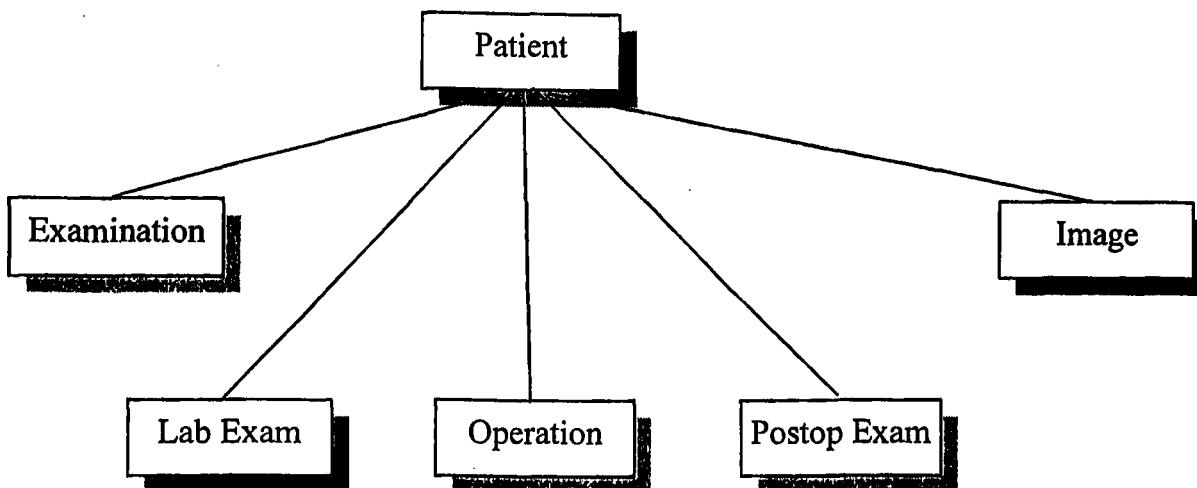 Patient
Examination
Image
Lab Exam
Operation
Postop Exam